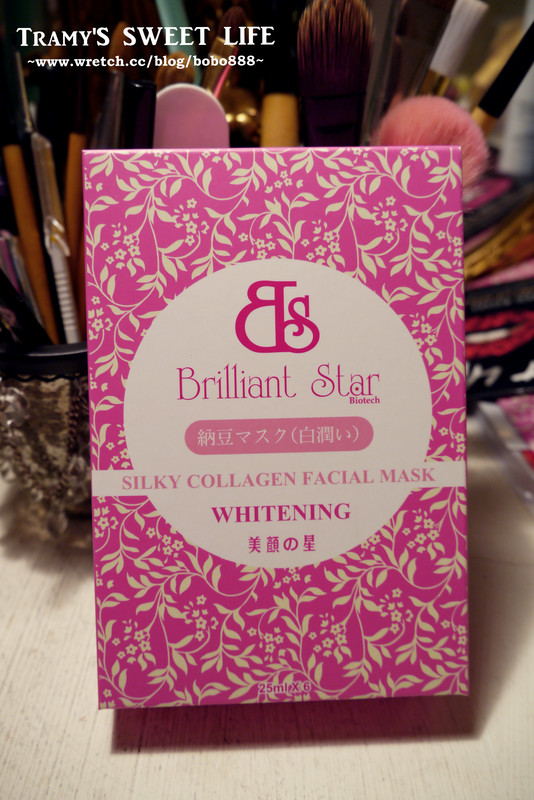 TRAMY'S SWEET LIFE
~www.wretch.cc/blog/bobo888~
BS
Brilliant Star
Biotech
納豆マスク(白潤い)
SILKY COLLAGEN FACIAL MASK
WHITENING
美顔の星
25ml X 6